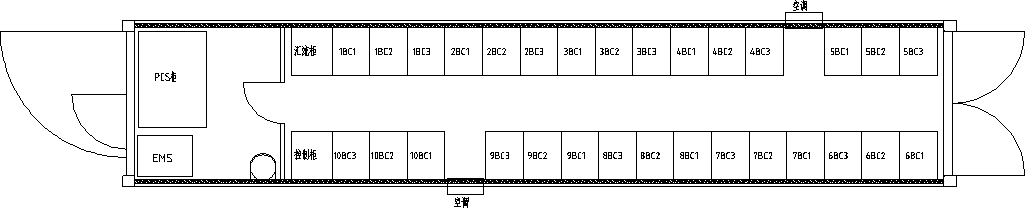 空调
汇流柜 1BC1 1BC2 1BC3 2BC1 2BC2 2BC3 3BC1 3BC2 3BC3 4BC1 4BC2 4BC3 5BC1 5BC2 5BC3
PCS柜
EMS
控制柜 10BC3 10BC2 10BC1 9BC3 9BC2 9BC1 8BC3 8BC2 8BC1 7BC3 7BC2 7BC1 6BC3 6BC2 6BC1
空调